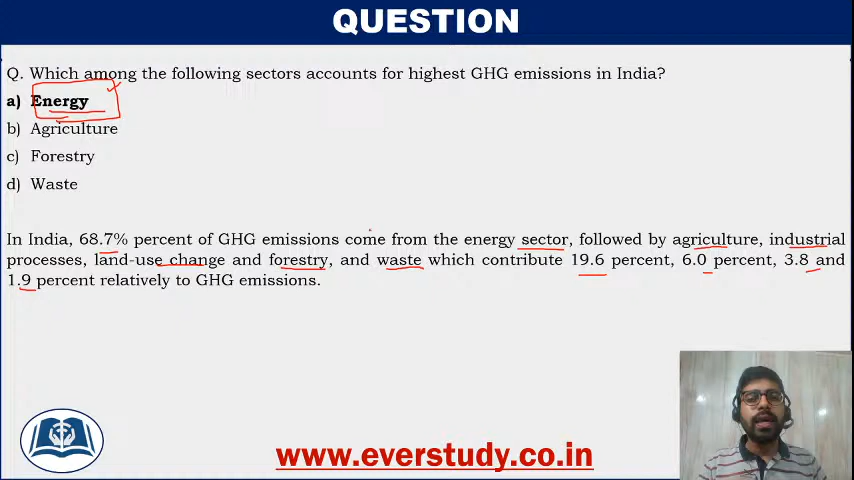 QUESTION
Q. Which among the following sectors accounts for highest GHG emissions in India?
a) Energy
b) Agriculture
c) Forestry
d) Waste
In India, 68.7% percent of GHG emissions come from the energy sector, followed by agriculture, industrial
processes, land-use change and forestry, and waste which contribute 19.6 percent, 6.0 percent, 3.8 and
1.9 percent relatively to GHG emissions.
www.everstudy.co.in